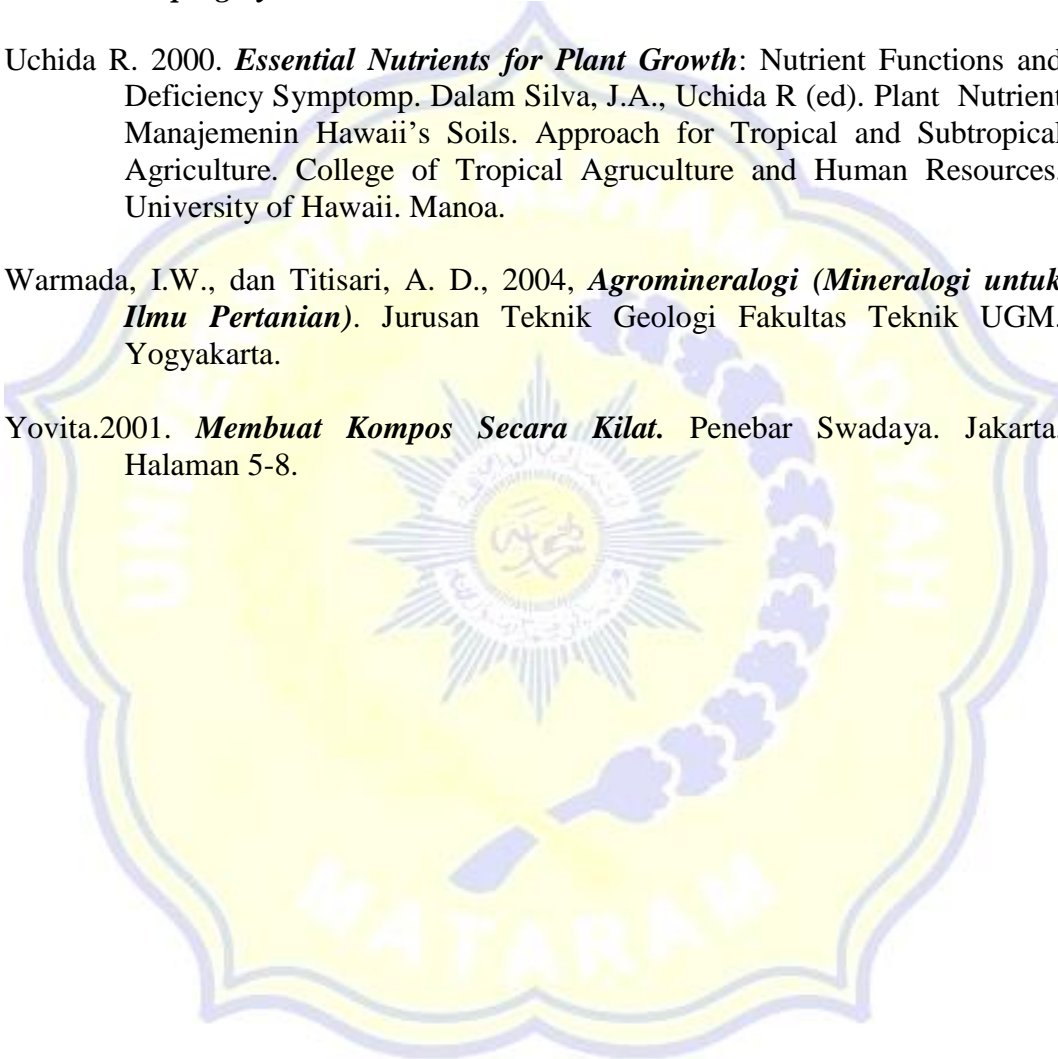 Uchida R. 2000. Essential Nutrients for Plant Growth: Nutrient Functions and
Deficiency Symptomp. Dalam Silva, J.A., Uchida R (ed). Plant Nutrient
Manajemenin Hawaii’s Soils. Approach for Tropical and Subtropical
Agriculture. College of Tropical Agruculture and Human Resources,
University of Hawaii. Manoa.
Warmada, I.W., dan Titisari, A. D., 2004, Agromineralogi (Mineralogi untuk
Ilmu Pertanian). Jurusan Teknik Geologi Fakultas Teknik UGM.
Yogyakarta.
Yovita.2001. Membuat Kompos Secara Kilat. Penebar Swadaya. Jakarta.
Halaman 5-8.
UNIVERSITAS MUHAMMADIYAH
MATARAM